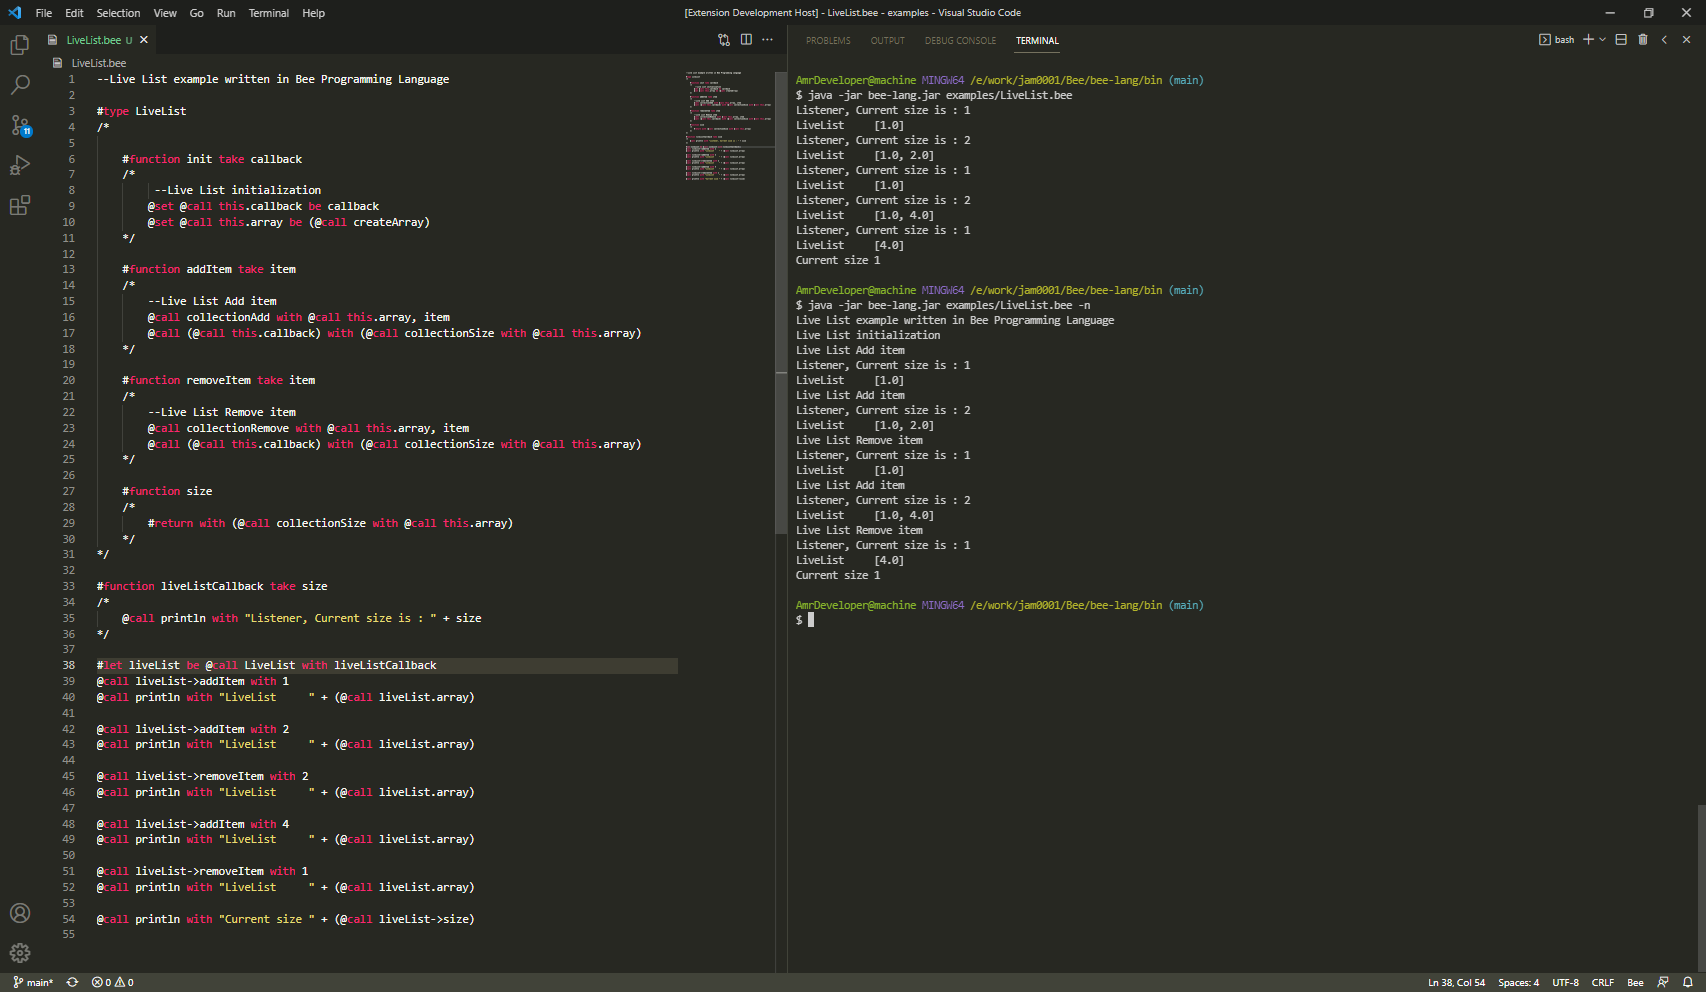 File Edit Selection View Go Run Terminal Help [Extension Development Host] - LiveList.bee - examples - Visual Studio Code
LiveList.bee U
LiveList.bee
1 --Live List example written in Bee Programming Language
2
3 #type LiveList
4 /*
5
6 #function init take callback
7 /*
8 --Live List initialization
9 @set @call this.callback be callback
10 @set @call this.array be (@call createArray)
11 */
12
13 #function addItem take item
14 /*
15 --Live List Add item
16 @call collectionAdd with @call this.array, item
17 @call (@call this.callback) with (@call collectionSize with @call this.array)
18 */
19
20 #function removeItem take item
21 /*
22 --Live List Remove item
23 @call collectionRemove with @call this.array, item
24 @call (@call this.callback) with (@call collectionSize with @call this.array)
25 */
26
27 #function size
28 /*
29 #return with (@call collectionSize with @call this.array)
30 */
31 */
32
33 #function liveListCallback take size
34 /*
35 @call println with "Listener, Current size is : " + size
36 */
37
38 #let liveList be @call LiveList with liveListCallback
39 @call liveList->addItem with 1
40 @call println with "LiveList     " + (@call liveList.array)
41
42 @call liveList->addItem with 2
43 @call println with "LiveList     " + (@call liveList.array)
44
45 @call liveList->removeItem with 2
46 @call println with "LiveList     " + (@call liveList.array)
47
48 @call liveList->addItem with 4
49 @call println with "LiveList     " + (@call liveList.array)
50
51 @call liveList->removeItem with 1
52 @call println with "LiveList     " + (@call liveList.array)
53
54 @call println with "Current size " + (@call liveList->size)
55
PROBLEMS OUTPUT DEBUG CONSOLE TERMINAL bash
AmrDeveloper@machine MINGW64 /e/work/jam0001/Bee/bee-lang/bin (main)
$ java -jar bee-lang.jar examples/LiveList.bee
Listener, Current size is : 1
LiveList     [1.0]
Listener, Current size is : 2
LiveList     [1.0, 2.0]
Listener, Current size is : 1
LiveList     [1.0]
Listener, Current size is : 2
LiveList     [1.0, 4.0]
Listener, Current size is : 1
LiveList     [4.0]
Current size 1
AmrDeveloper@machine MINGW64 /e/work/jam0001/Bee/bee-lang/bin (main)
$ java -jar bee-lang.jar examples/LiveList.bee -n
Live List example written in Bee Programming Language
Live List initialization
Live List Add item
Listener, Current size is : 1
LiveList     [1.0]
Live List Add item
Listener, Current size is : 2
LiveList     [1.0, 2.0]
Live List Remove item
Listener, Current size is : 1
LiveList     [1.0]
Live List Add item
Listener, Current size is : 2
LiveList     [1.0, 4.0]
Live List Remove item
Listener, Current size is : 1
LiveList     [4.0]
Current size 1
AmrDeveloper@machine MINGW64 /e/work/jam0001/Bee/bee-lang/bin (main)
$
11
main* 0 0 Ln 38, Col 54 Spaces: 4 UTF-8 CRLF Bee